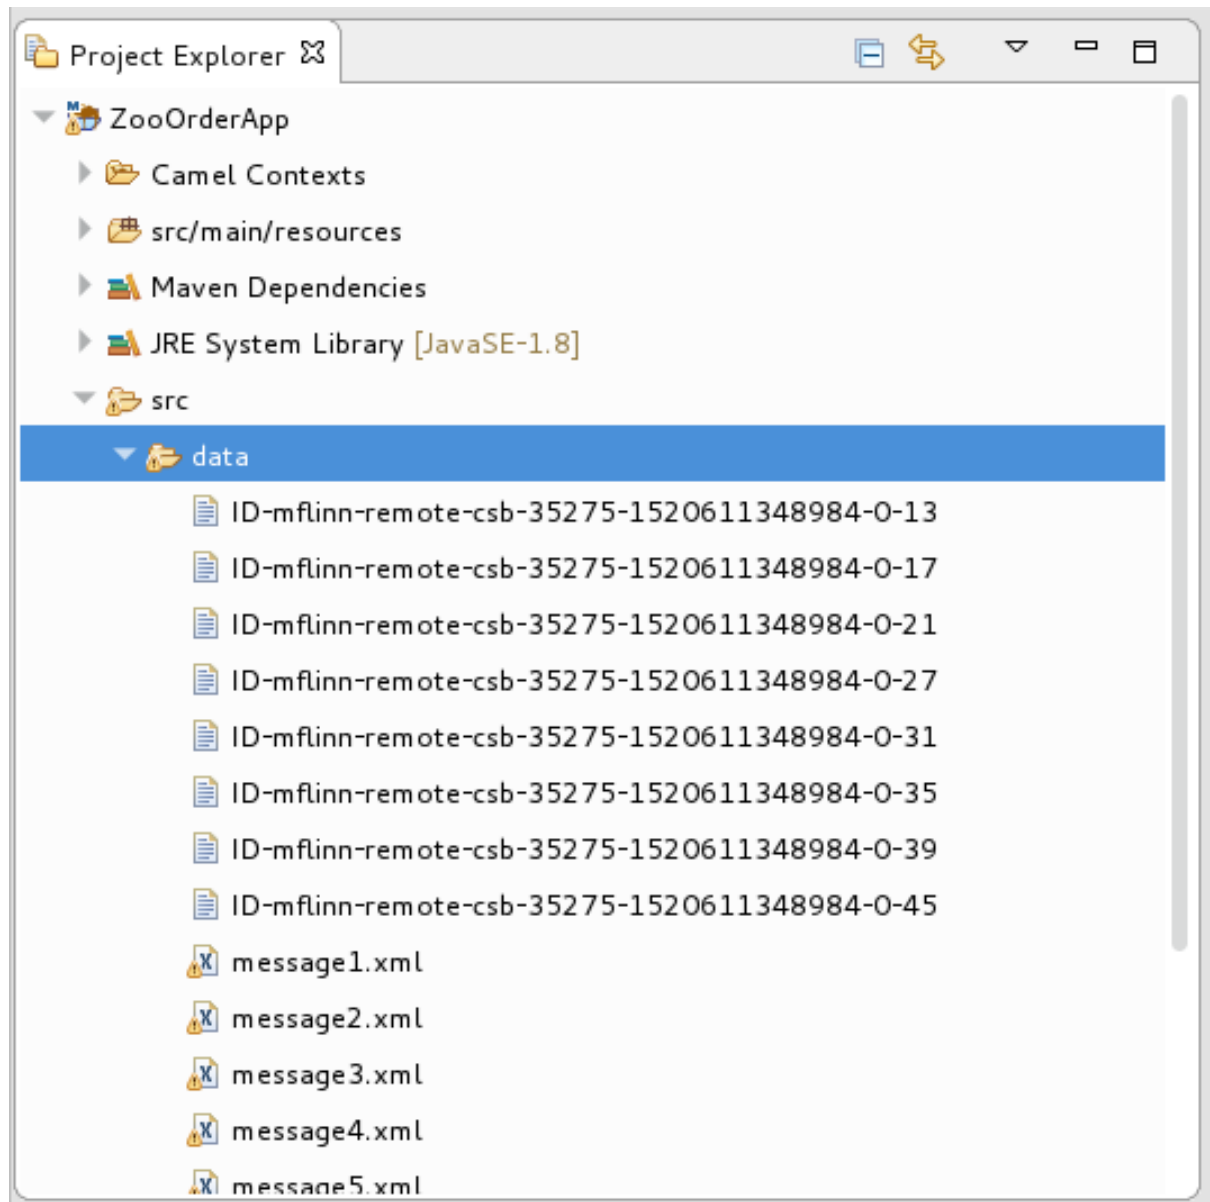 Project Explorer
ZooOrderApp
Camel Contexts
src/main/resources
Maven Dependencies
JRE System Library [JavaSE-1.8]
src
data
ID-mflinn-remote-csb-35275-1520611348984-0-13
ID-mflinn-remote-csb-35275-1520611348984-0-17
ID-mflinn-remote-csb-35275-1520611348984-0-21
ID-mflinn-remote-csb-35275-1520611348984-0-27
ID-mflinn-remote-csb-35275-1520611348984-0-31
ID-mflinn-remote-csb-35275-1520611348984-0-35
ID-mflinn-remote-csb-35275-1520611348984-0-39
ID-mflinn-remote-csb-35275-1520611348984-0-45
message1.xml
message2.xml
message3.xml
message4.xml
message5.xml